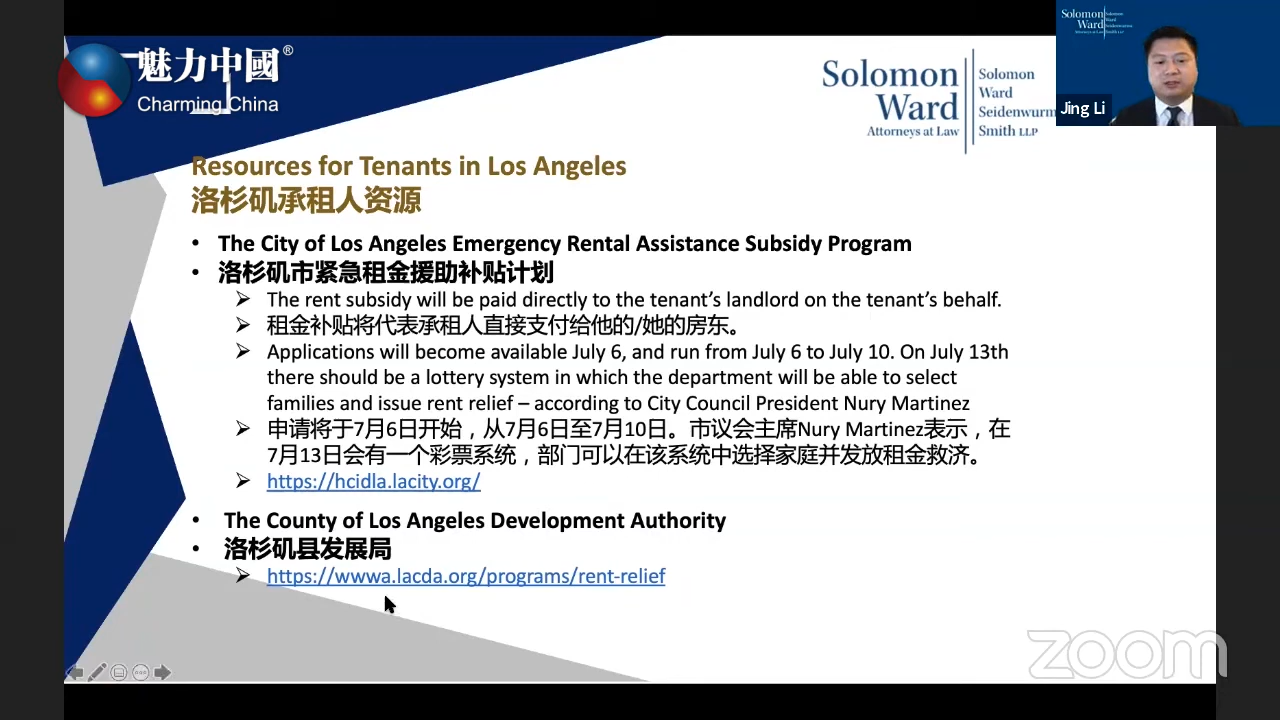 魅力中國®
Charming China
Solomon
Ward
Attorneys at Law
Solomon
Ward
Seidenwurm
Smith LLP
Solomon
Ward
Attorneys at Law
Solomon
Ward
Seidenwurm
Smith LLP
Jing Li
Resources for Tenants in Los Angeles
洛杉矶承租人资源
• The City of Los Angeles Emergency Rental Assistance Subsidy Program
• 洛杉矶市紧急租金援助补贴计划
➢ The rent subsidy will be paid directly to the tenant’s landlord on the tenant’s behalf.
➢ 租金补贴将代表承租人直接支付给他的/她的房东。
➢ Applications will become available July 6, and run from July 6 to July 10. On July 13th
there should be a lottery system in which the department will be able to select
families and issue rent relief – according to City Council President Nury Martinez
➢ 申请将于7月6日开始，从7月6日至7月10日。市议会主席Nury Martinez表示，在
7月13日会有一个彩票系统，部门可以在该系统中选择家庭并发放租金救济。
➢ https://hcidla.lacity.org/
• The County of Los Angeles Development Authority
• 洛杉矶县发展局
➢ https://wwwa.lacda.org/programs/rent-relief
zoom